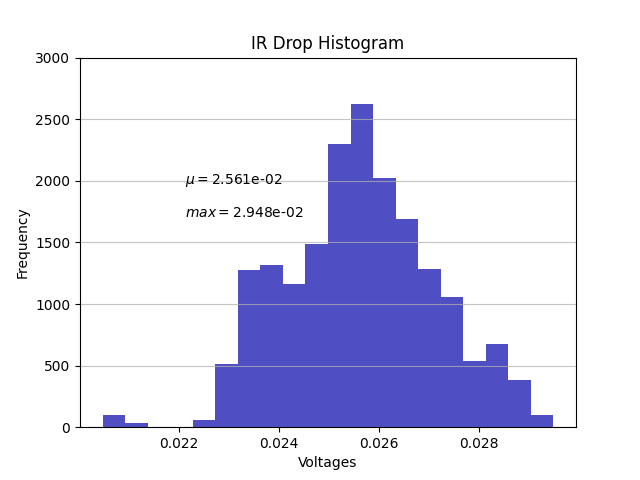 IR Drop Histogram
3000
2500
2000
1500
1000
500
0
Frequency
μ = 2.561e-02
max = 2.948e-02
0.022 0.024 0.026 0.028
Voltages